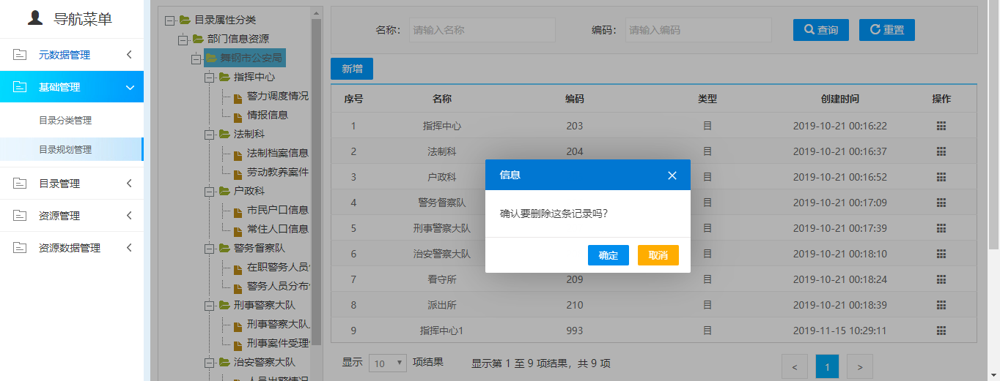 导航菜单
元数据管理
基础管理
目录分类管理
目录规划管理
目录管理
资源管理
资源数据管理
目录属性分类
部门信息资源
舞钢市公安局
指挥中心
警力调度情况
情报信息
法制科
法制档案信息
劳动教养案件
户政科
市民户口信息
常住人口信息
警务督察队
在职警务人员
警务人员分布
刑事警察大队
刑事警察大队
刑事案件受理
治安警察大队
人员出警情况
名称： 请输入名称 编码： 请输入编码 查询 重置
新增
序号 名称 编码 类型 创建时间 操作
1 指挥中心 203 目 2019-10-21 00:16:22
2 法制科 204 目 2019-10-21 00:16:37
3 户政科 目 2019-10-21 00:16:52
4 警务督察队 目 2019-10-21 00:17:09
5 刑事警察大队 目 2019-10-21 00:17:39
6 治安警察大队 目 2019-10-21 00:18:10
7 看守所 209 目 2019-10-21 00:18:24
8 派出所 210 目 2019-10-21 00:18:39
9 指挥中心1 993 目 2019-11-15 10:29:11
显示 10 项结果 显示第 1 至 9 项结果，共 9 项 < 1 >
信息
确认要删除这条记录吗?
确定 取消